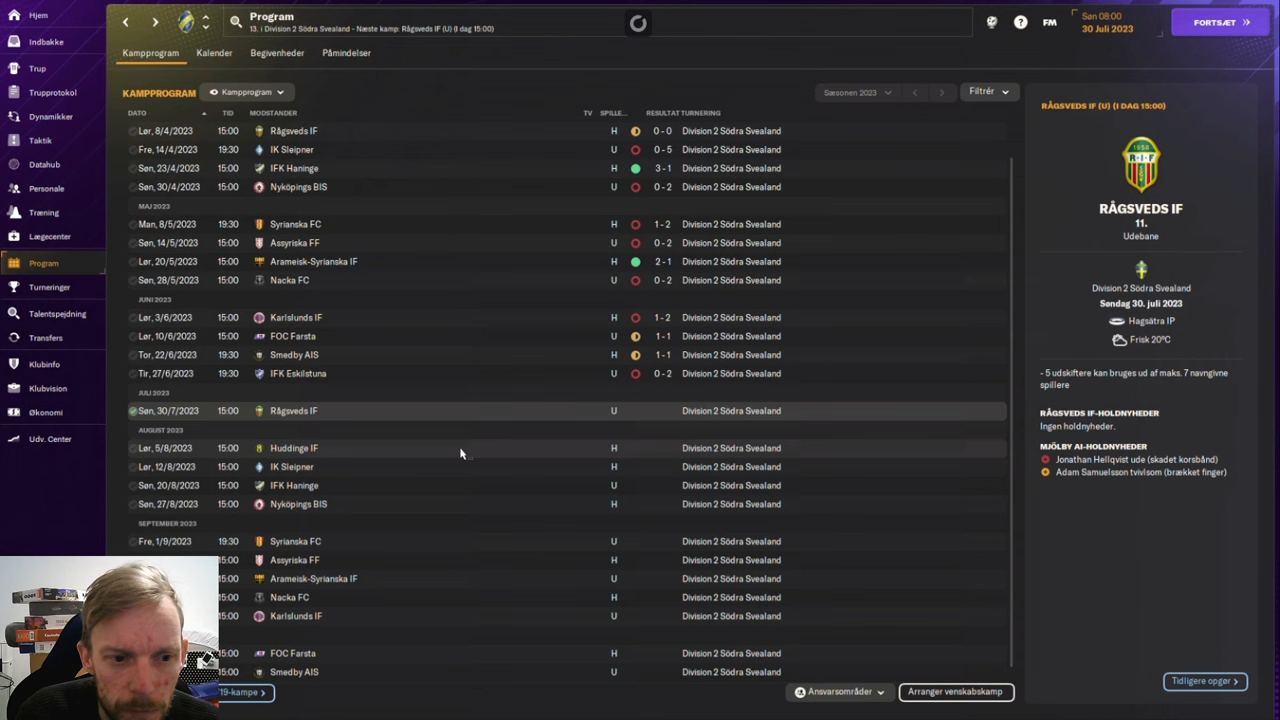 Hjem
Indbakke
Trup
Trupprotokol
Dynamikker
Taktik
Datahub
Personale
Træning
Lægecenter
Program
Turneringer
Talentspejdning
Transfers
Klubinfo
Klubvision
Økonomi
Udv. Center
Program
13. i Division 2 Södra Svealand - Næste kamp: Rågsveds IF (U) (I dag 15:00)
FM
Søn 08:00
30 Juli 2023
FORTSÆT
Kampprogram Kalender Begivenheder Påmindelser
KAMPPROGRAM Kampprogram Sæsonen 2023 Filtrér
DATO TID MODSTANDER TV SPILLE... RESULTAT TURNERING
Lør, 8/4/2023 15:00 Rågsveds IF H 0-0 Division 2 Södra Svealand
Fre, 14/4/2023 19:30 IK Sleipner U 0-5 Division 2 Södra Svealand
Søn, 23/4/2023 15:00 IFK Haninge H 3-1 Division 2 Södra Svealand
Søn, 30/4/2023 15:00 Nyköpings BIS U 0-2 Division 2 Södra Svealand
MAJ 2023
Man, 8/5/2023 19:30 Syrianska FC H 1-2 Division 2 Södra Svealand
Søn, 14/5/2023 15:00 Assyriska FF U 0-2 Division 2 Södra Svealand
Lør, 20/5/2023 15:00 Arameisk-Syrianska IF H 2-1 Division 2 Södra Svealand
Søn, 28/5/2023 15:00 Nacka FC U 0-2 Division 2 Södra Svealand
JUNI 2023
Lør, 3/6/2023 15:00 Karlslunds IF H 1-2 Division 2 Södra Svealand
Lør, 10/6/2023 15:00 FOC Farsta U 1-1 Division 2 Södra Svealand
Tor, 22/6/2023 19:30 Smedby AIS H 1-1 Division 2 Södra Svealand
Tir, 27/6/2023 19:30 IFK Eskilstuna U 0-2 Division 2 Södra Svealand
JULI 2023
Søn, 30/7/2023 15:00 Rågsveds IF U Division 2 Södra Svealand
AUGUST 2023
Lør, 5/8/2023 15:00 Huddinge IF H Division 2 Södra Svealand
Lør, 12/8/2023 15:00 IK Sleipner H Division 2 Södra Svealand
Søn, 20/8/2023 15:00 IFK Haninge U Division 2 Södra Svealand
Søn, 27/8/2023 15:00 Nyköpings BIS H Division 2 Södra Svealand
SEPTEMBER 2023
Fre, 1/9/2023 19:30 Syrianska FC U Division 2 Södra Svealand
15:00 Assyriska FF H Division 2 Södra Svealand
15:00 Arameisk-Syrianska IF U Division 2 Södra Svealand
15:00 Nacka FC H Division 2 Södra Svealand
15:00 Karlslunds IF U Division 2 Södra Svealand
15:00 FOC Farsta H Division 2 Södra Svealand
15:00 Smedby AIS U Division 2 Södra Svealand
19-kampe
Ansvarsområder
Arranger venskabskamp
RÅGSVEDS IF (U) (I DAG 15:00)
1958
R.I.F
RÅGSVEDS IF
11.
Udebane
Division 2 Södra Svealand
Søndag 30. juli 2023
Hagsätra IP
Frisk 20°C
- 5 udskiftere kan bruges ud af maks. 7 navngivne
spillere
RÅGSVEDS IF-HOLDNYHEDER
Ingen holdnyheder.
MJÖLBY AI-HOLDNYHEDER
Jonathan Hellqvist ude (skadet korsbånd)
Adam Samuelsson tvivlsom (brækket finger)
Tidligere opgør